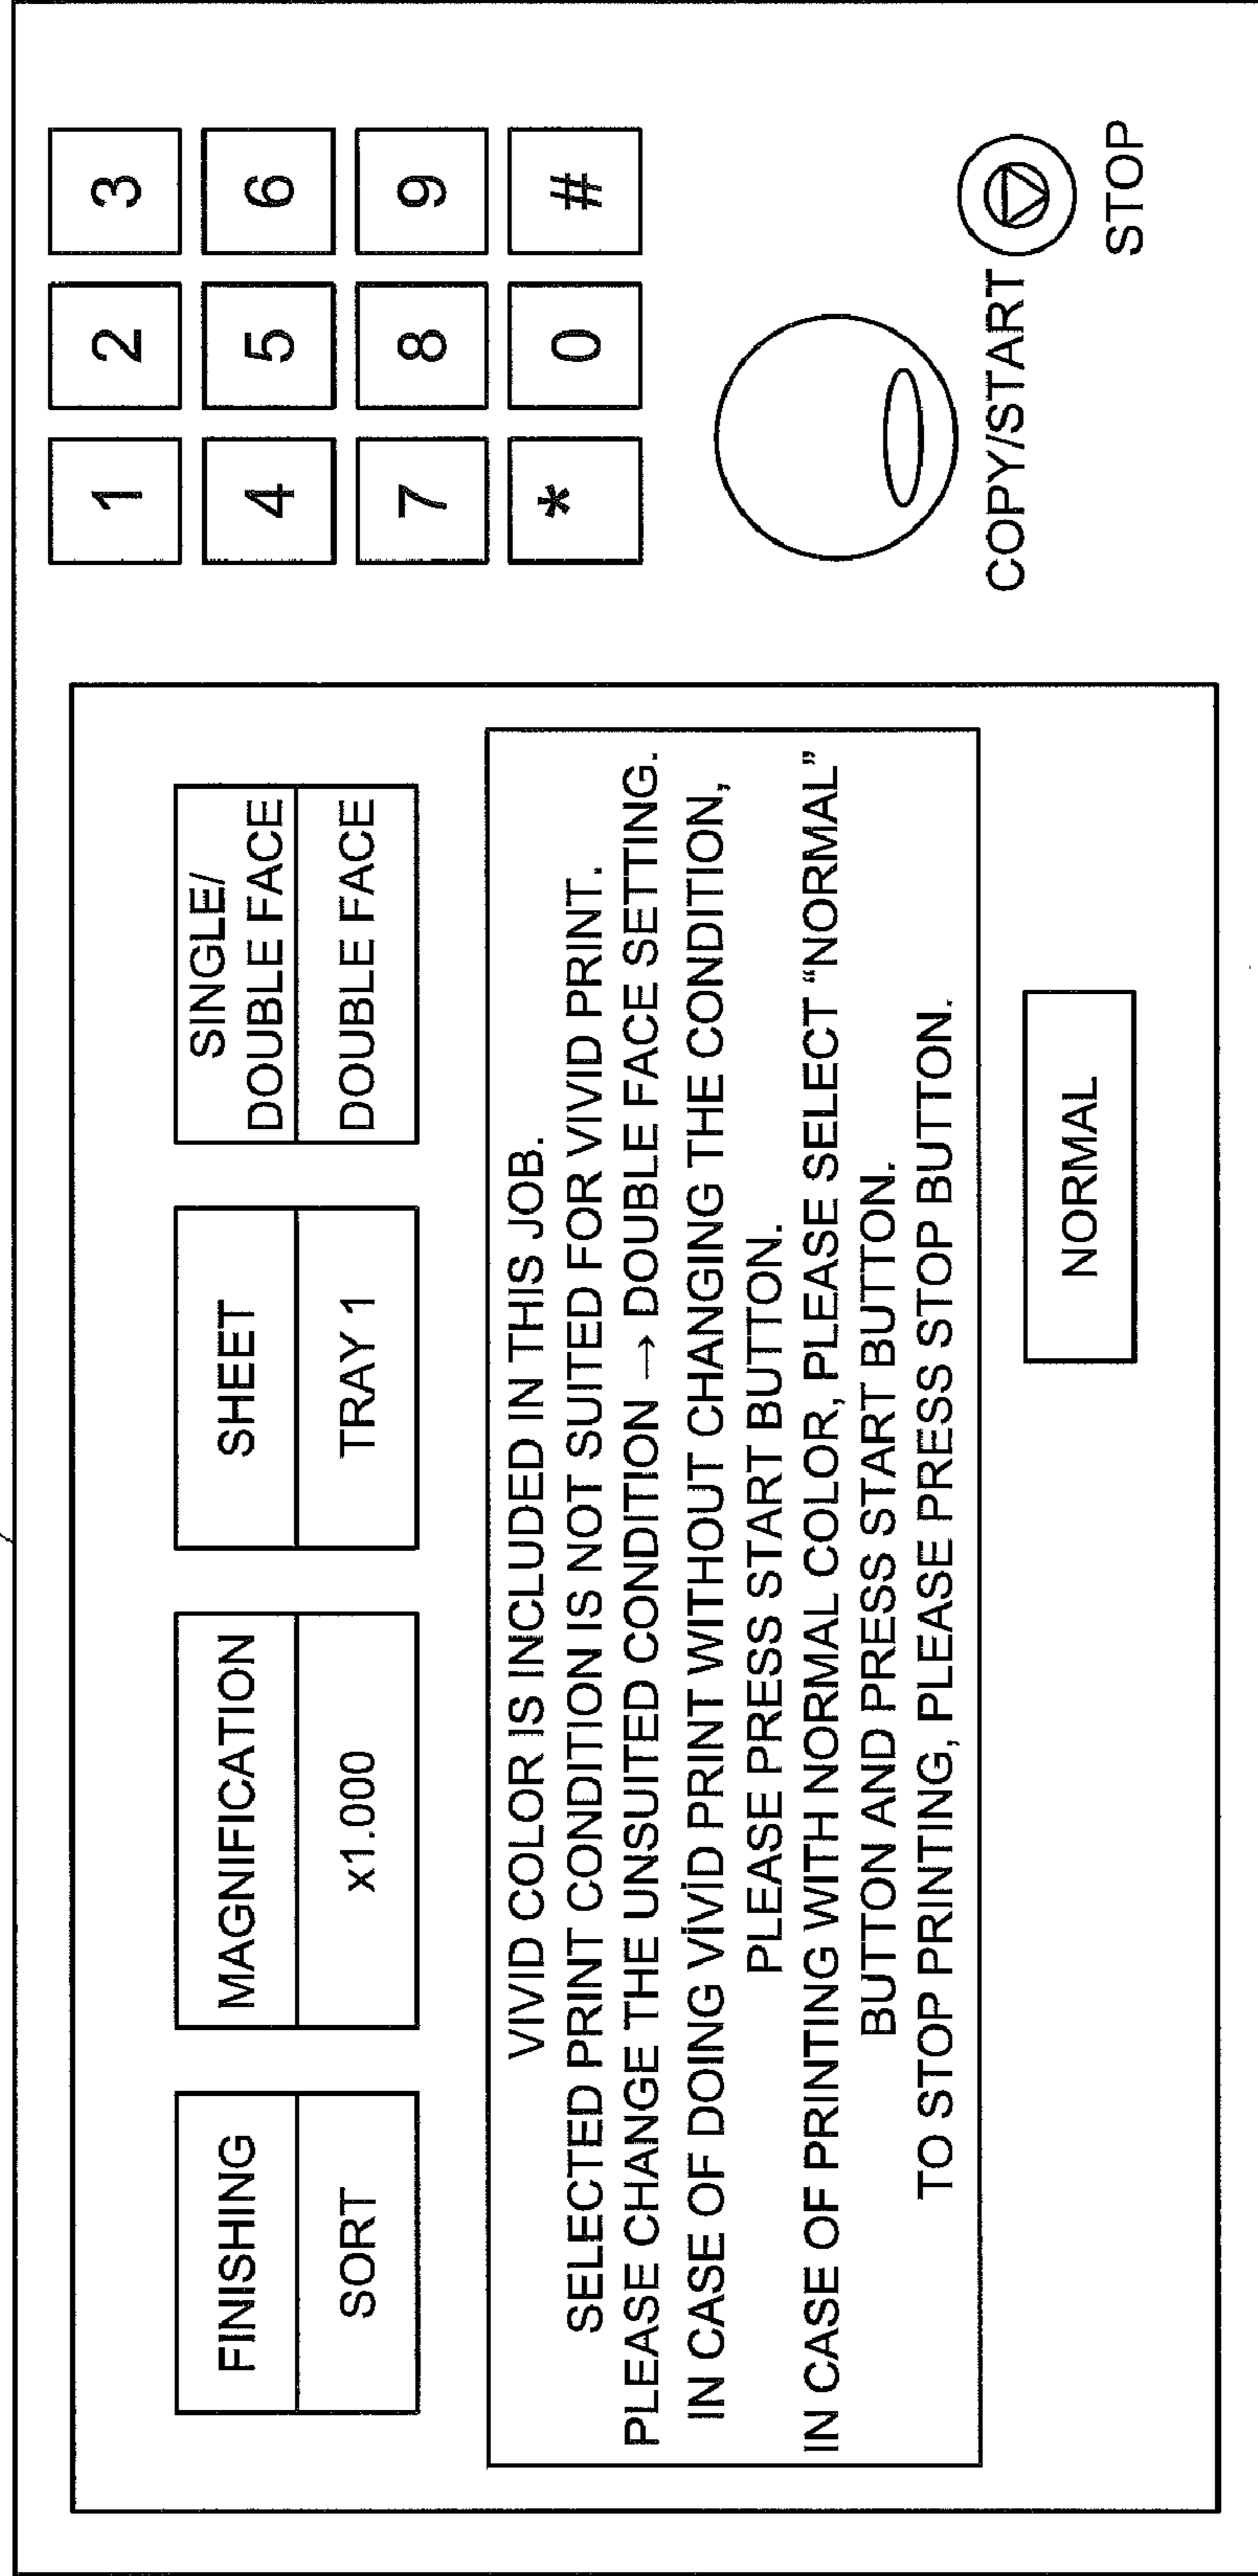 FINISHING
SORT
MAGNIFICATION
x1.000
SHEET
TRAY 1
SINGLE/
DOUBLE FACE
DOUBLE FACE
VIVID COLOR IS INCLUDED IN THIS JOB.
SELECTED PRINT CONDITION IS NOT SUITED FOR VIVID PRINT.
PLEASE CHANGE THE UNSUITED CONDITION → DOUBLE FACE SETTING.
IN CASE OF DOING VIVID PRINT WITHOUT CHANGING THE CONDITION,
PLEASE PRESS START BUTTON.
IN CASE OF PRINTING WITH NORMAL COLOR, PLEASE SELECT “NORMAL”
BUTTON AND PRESS START BUTTON.
TO STOP PRINTING, PLEASE PRESS STOP BUTTON.
NORMAL
1 2 3
4 5 6
7 8 9
* 0 #
COPY/START
STOP